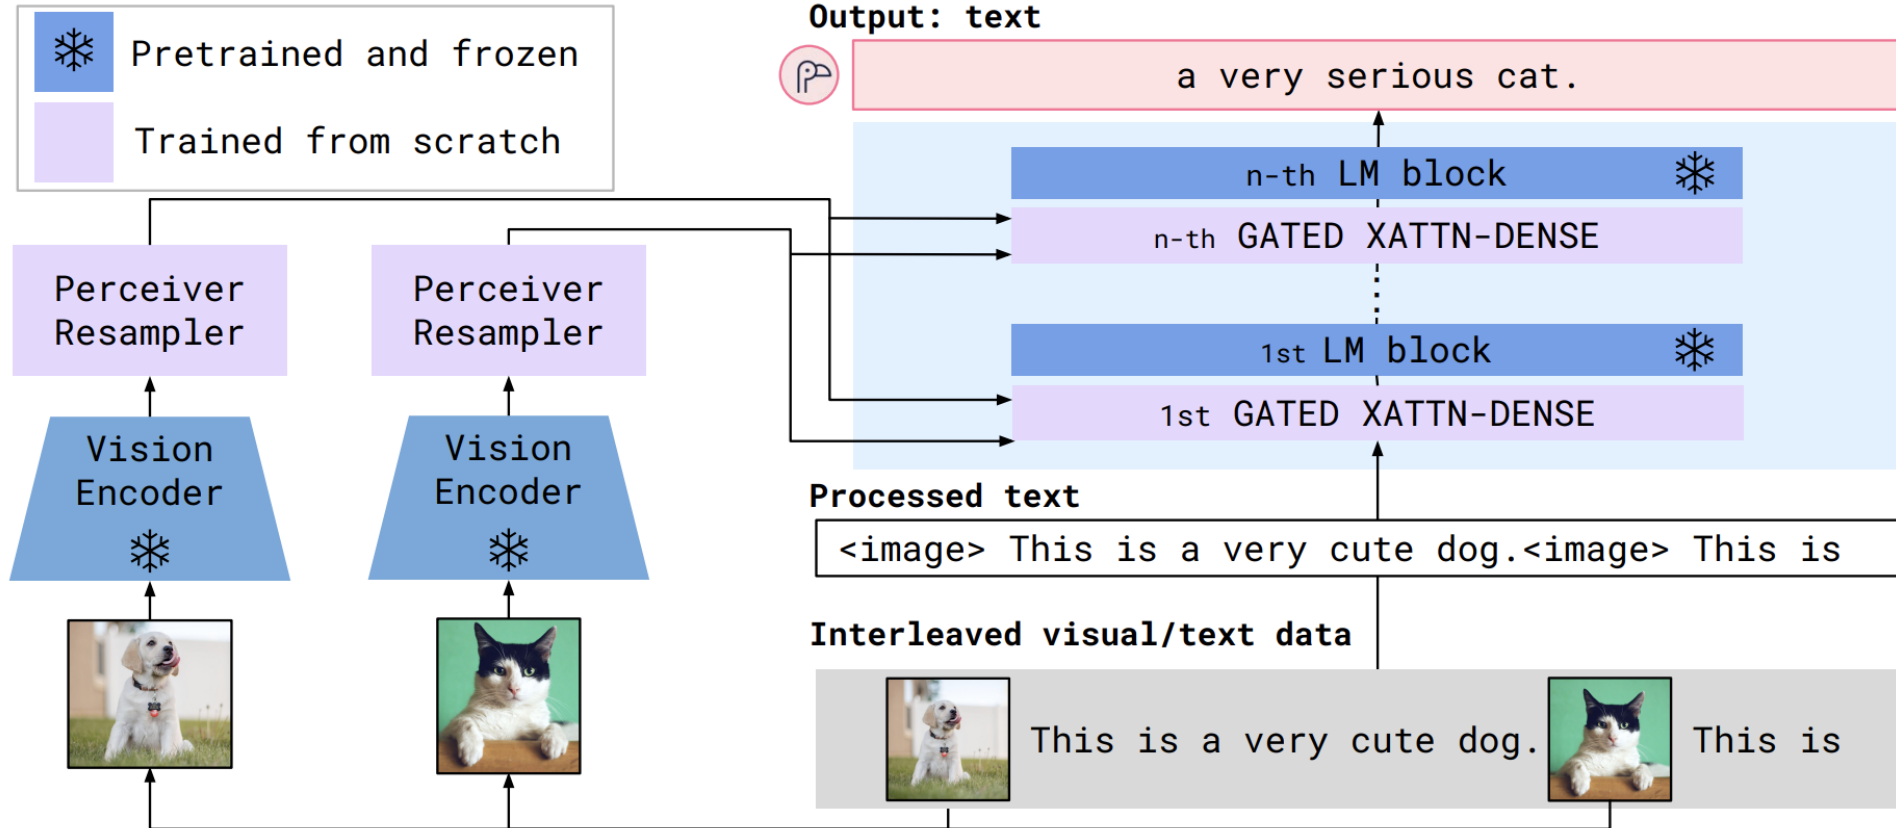 Pretrained and frozen
Trained from scratch
Perceiver
Resampler
Perceiver
Resampler
Vision
Encoder
Vision
Encoder
Output: text
a very serious cat.
n-th LM block
n-th GATED XATTN-DENSE
1st LM block
1st GATED XATTN-DENSE
Processed text
<image> This is a very cute dog.<image> This is
Interleaved visual/text data
This is a very cute dog.
This is